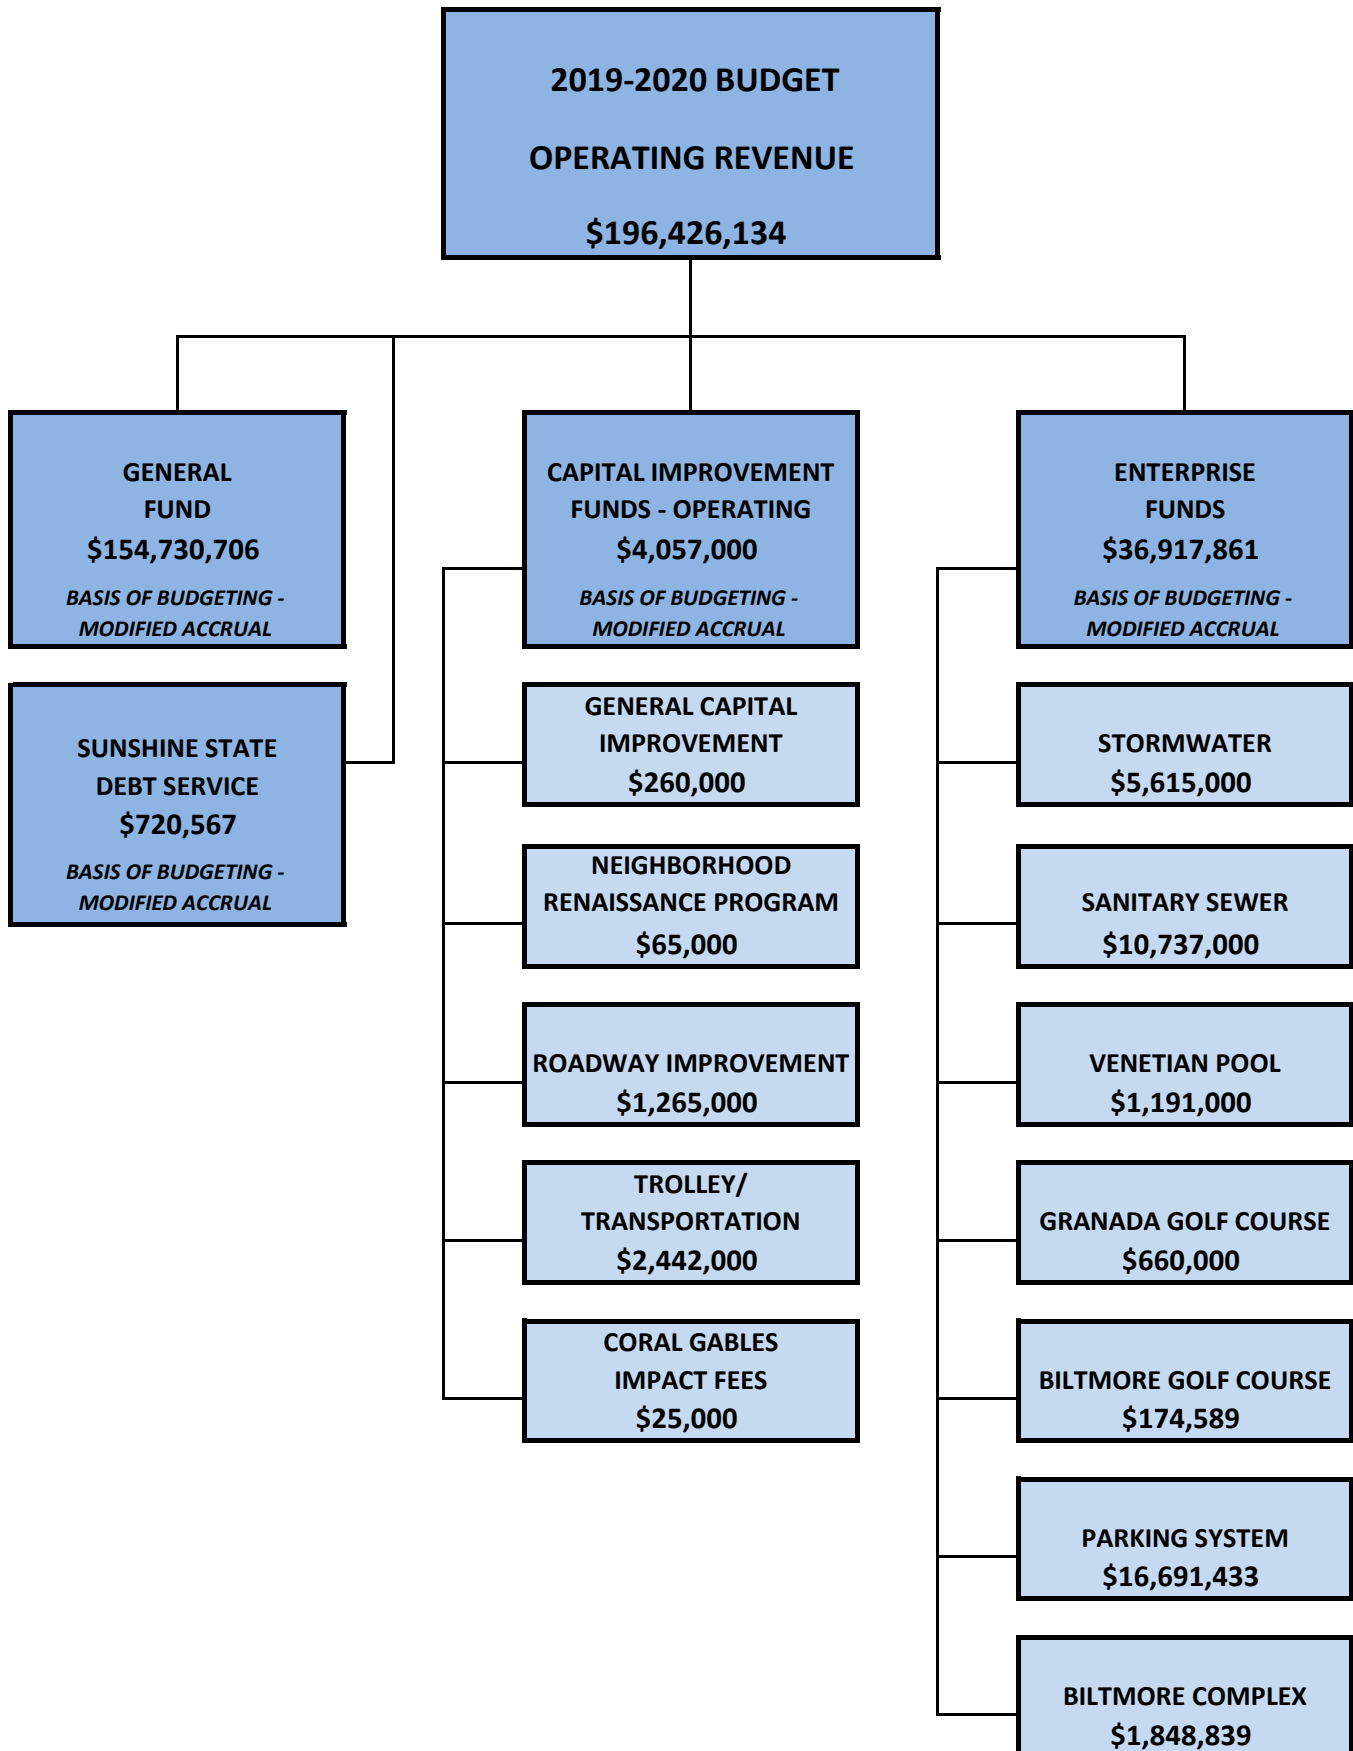 2019-2020 BUDGET
OPERATING REVENUE
$196,426,134
GENERAL
FUND
$154,730,706
BASIS OF BUDGETING -
MODIFIED ACCRUAL
SUNSHINE STATE
DEBT SERVICE
$720,567
BASIS OF BUDGETING -
MODIFIED ACCRUAL
CAPITAL IMPROVEMENT
FUNDS - OPERATING
$4,057,000
BASIS OF BUDGETING -
MODIFIED ACCRUAL
GENERAL CAPITAL
IMPROVEMENT
$260,000
NEIGHBORHOOD
RENAISSANCE PROGRAM
$65,000
ROADWAY IMPROVEMENT
$1,265,000
TROLLEY/
TRANSPORTATION
$2,442,000
CORAL GABLES
IMPACT FEES
$25,000
ENTERPRISE
FUNDS
$36,917,861
BASIS OF BUDGETING -
MODIFIED ACCRUAL
STORMWATER
$5,615,000
SANITARY SEWER
$10,737,000
VENETIAN POOL
$1,191,000
GRANADA GOLF COURSE
$660,000
BILTMORE GOLF COURSE
$174,589
PARKING SYSTEM
$16,691,433
BILTMORE COMPLEX
$1,848,839